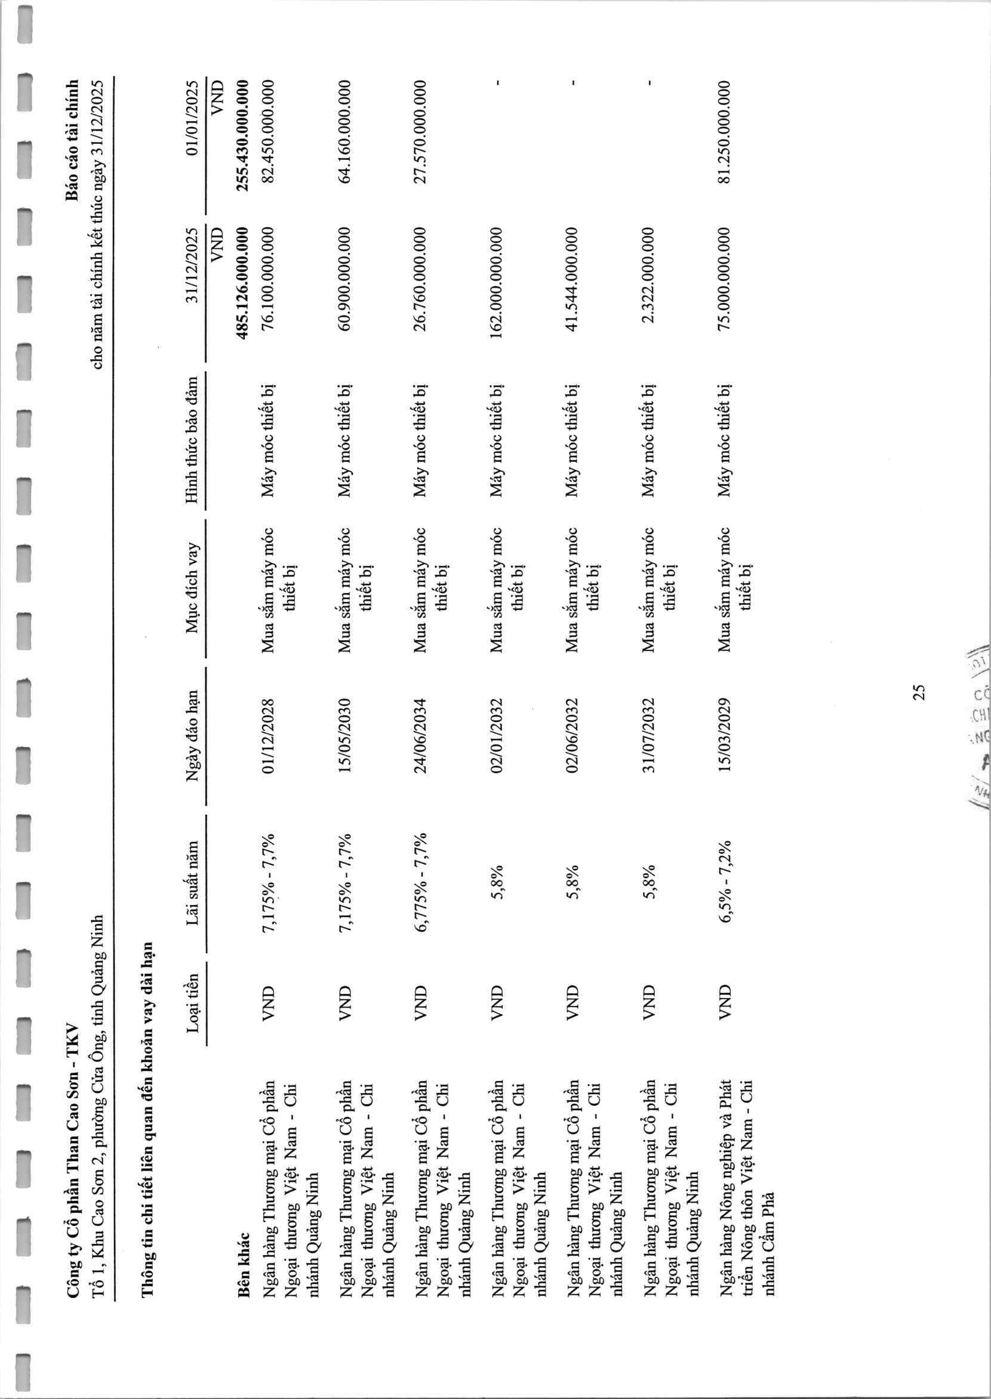 Công ty Cổ phần Than Cao Sơn - TKV Báo cáo tài chính
Tổ 1, Khu Cao Sơn 2, phường Cửa Ông, tỉnh Quảng Ninh cho năm tài chính kết thúc ngày 31/12/2025
Thông tin chi tiết liên quan đến khoản vay dài hạn
Loại tiền Lãi suất năm Ngày đáo hạn Mục đích vay Hình thức bảo đảm 31/12/2025 01/01/2025
VND VND
Bên khác 485.126.000.000 255.430.000.000
Ngân hàng Thương mại Cổ phần VND 7,175% - 7,7% 01/12/2028 Mua sắm máy móc Máy móc thiết bị 76.100.000.000 82.450.000.000
Ngoại thương Việt Nam - Chi thiết bị
nhánh Quảng Ninh
Ngân hàng Thương mại Cổ phần VND 7,175% - 7,7% 15/05/2030 Mua sắm máy móc Máy móc thiết bị 60.900.000.000 64.160.000.000
Ngoại thương Việt Nam - Chi thiết bị
nhánh Quảng Ninh
Ngân hàng Thương mại Cổ phần VND 6,775% - 7,7% 24/06/2034 Mua sắm máy móc Máy móc thiết bị 26.760.000.000 27.570.000.000
Ngoại thương Việt Nam - Chi thiết bị
nhánh Quảng Ninh
Ngân hàng Thương mại Cổ phần VND 5,8% 02/01/2032 Mua sắm máy móc Máy móc thiết bị 162.000.000.000 -
Ngoại thương Việt Nam - Chi thiết bị
nhánh Quảng Ninh
Ngân hàng Thương mại Cổ phần VND 5,8% 02/06/2032 Mua sắm máy móc Máy móc thiết bị 41.544.000.000 -
Ngoại thương Việt Nam - Chi thiết bị
nhánh Quảng Ninh
Ngân hàng Thương mại Cổ phần VND 5,8% 31/07/2032 Mua sắm máy móc Máy móc thiết bị 2.322.000.000 -
Ngoại thương Việt Nam - Chi thiết bị
nhánh Quảng Ninh
Ngân hàng Nông nghiệp và Phát VND 6,5% - 7,2% 15/03/2029 Mua sắm máy móc Máy móc thiết bị 75.000.000.000 81.250.000.000
triển Nông thôn Việt Nam - Chi thiết bị
nhánh Cẩm Phả
25